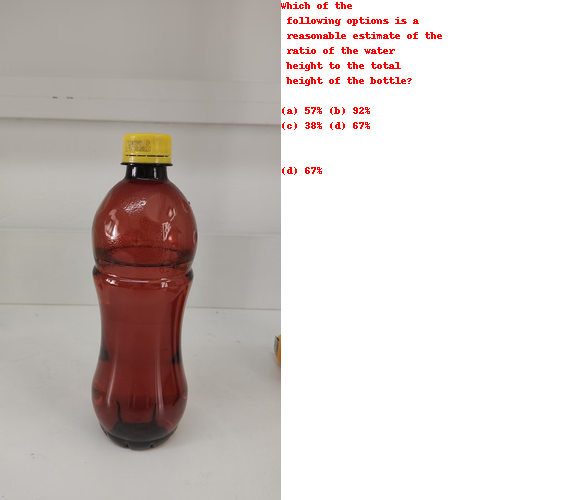 Which of the
following options is a
reasonable estimate of the
ratio of the water
height to the total
height of the bottle?
(a) 57% (b) 92%
(c) 38% (d) 67%
(d) 67%